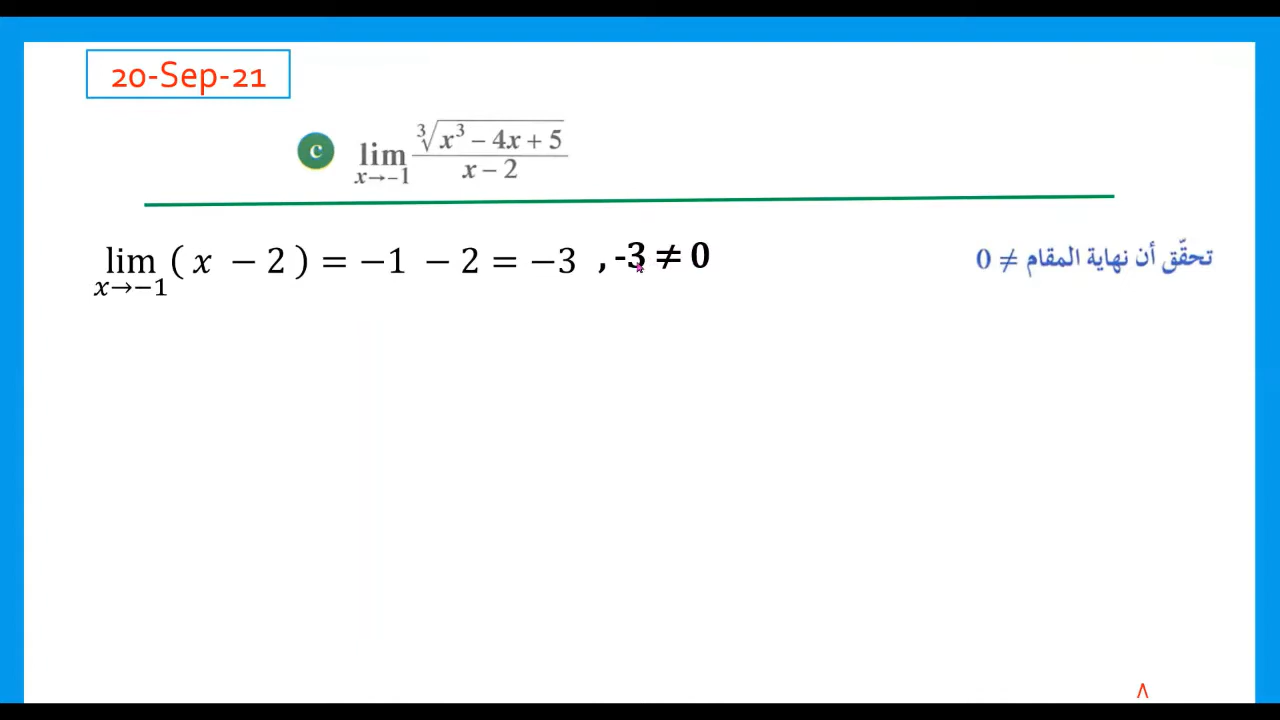 20-Sep-21
c lim x→−1 ∛(x³ − 4x + 5) / (x − 2)
lim x→−1 ( x − 2 ) = −1 − 2 = −3 , -3 ≠ 0
تحقّق أن نهاية المقام ≠ 0
٨